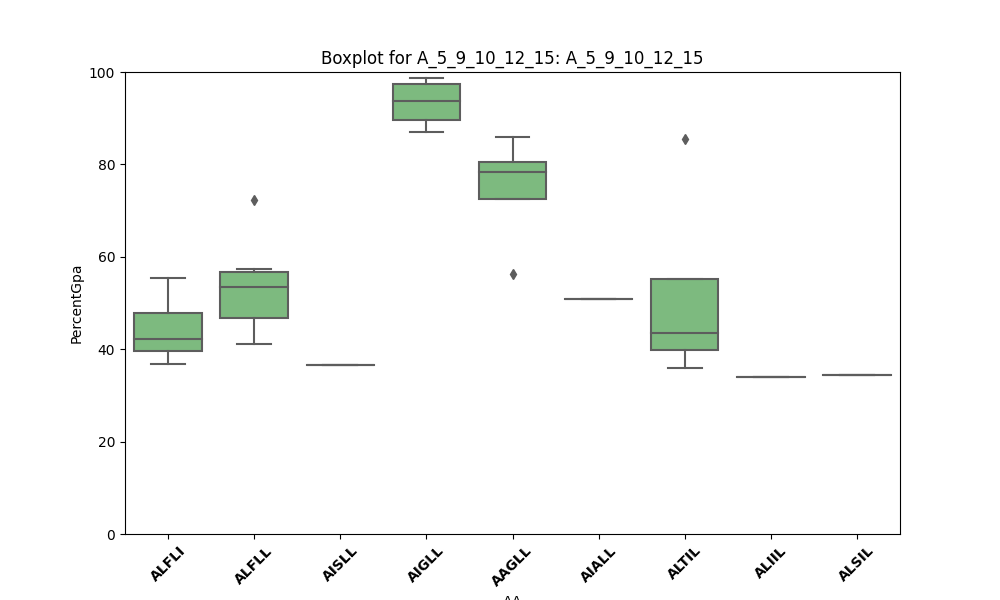 Boxplot for A_5_9_10_12_15: A_5_9_10_12_15
100
80
60
40
20
0
PercentGpa
ALFLI
ALFLL
AISLL
AIGLL
AAGLL
AIALL
ALTIL
ALIIL
ALSIL